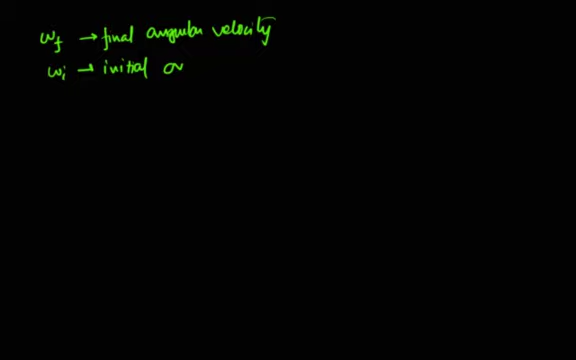 ω_f → final angular velocity
ω_i → initial